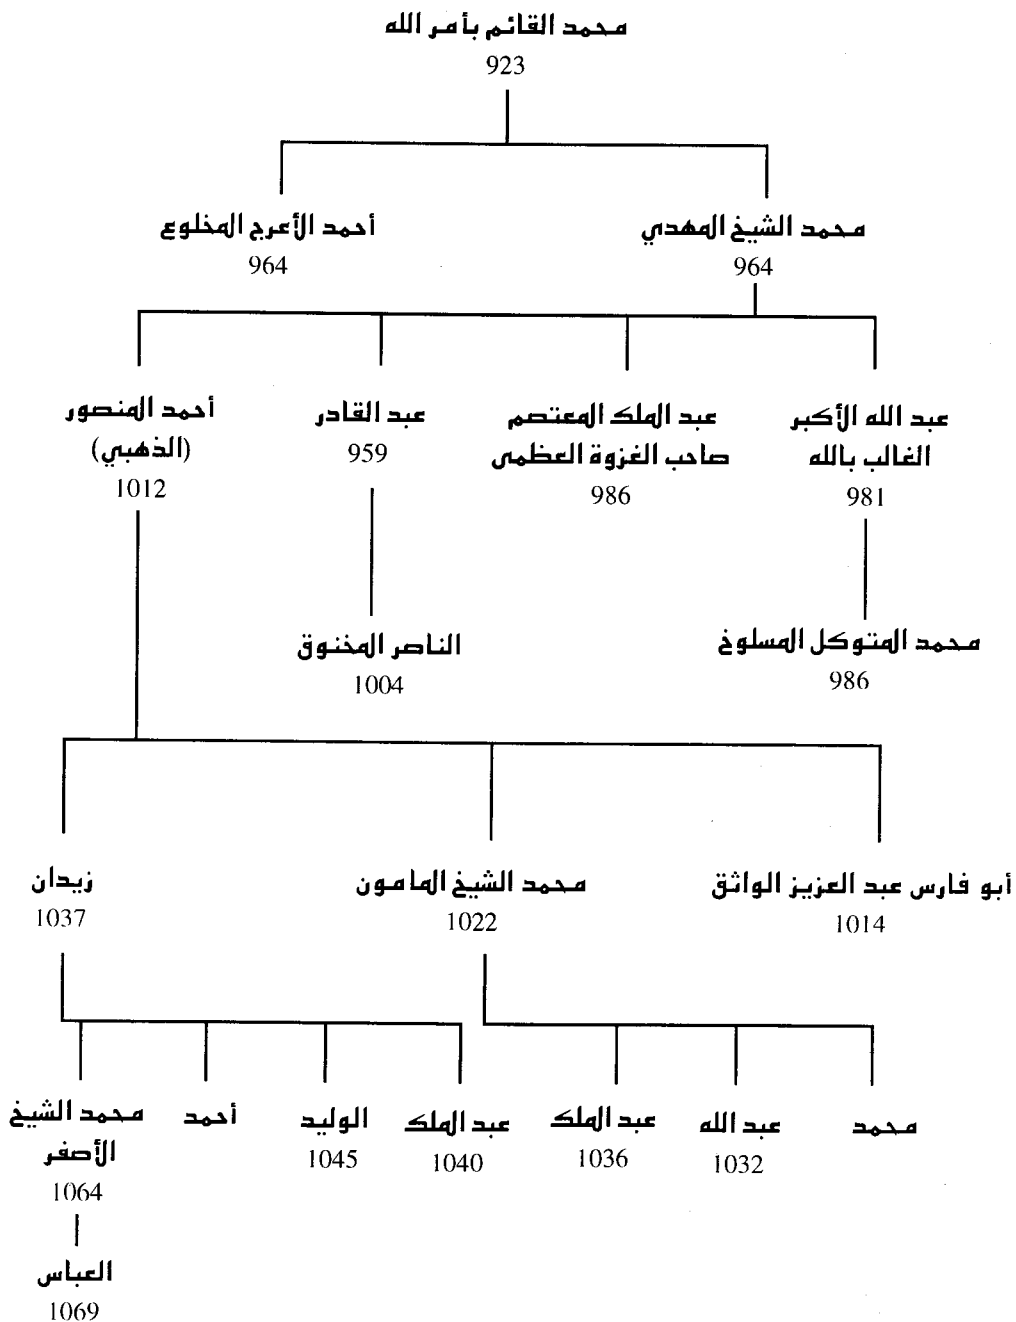 محمد القائم بأمر الله
923
محمد الشيخ المهدي
964
أحمد الأعرج المخلوع
964
عبد الله الأكبر
الغالب بالله
981
عبد الملك المعتصم
صاحب الغزوة العظمى
986
عبد القادر
959
أحمد المنصور
(الذهبي)
1012
محمد المتوكل المسلوخ
986
الناصر المخنوق
1004
أبو فارس عبد العزيز الواثق
1014
محمد الشيخ المامون
1022
زيدان
1037
محمد
عبد الله
1032
عبد الملك
1036
عبد الملك
1040
الوليد
1045
أحمد
محمد الشيخ
الأصفر
1064
العباس
1069